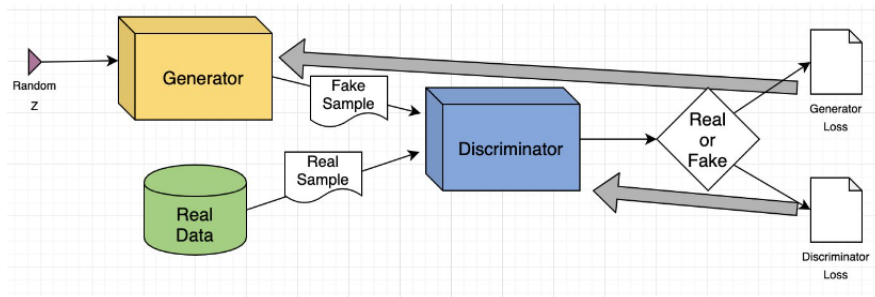 Random
Z
Generator
Fake
Sample
Real
Sample
Real
Data
Discriminator
Real
or
Fake
Generator
Loss
Discriminator
Loss